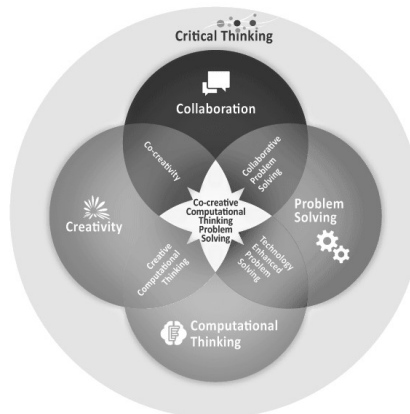 Critical Thinking
Collaboration
Co-creativity
Collaborative
Problem
Solving
Creativity
Co-creative
Computational
Thinking
Problem
Solving
Problem
Solving
Creative
Computational
Thinking
Technology
Enhanced
Problem
Solving
Computational
Thinking